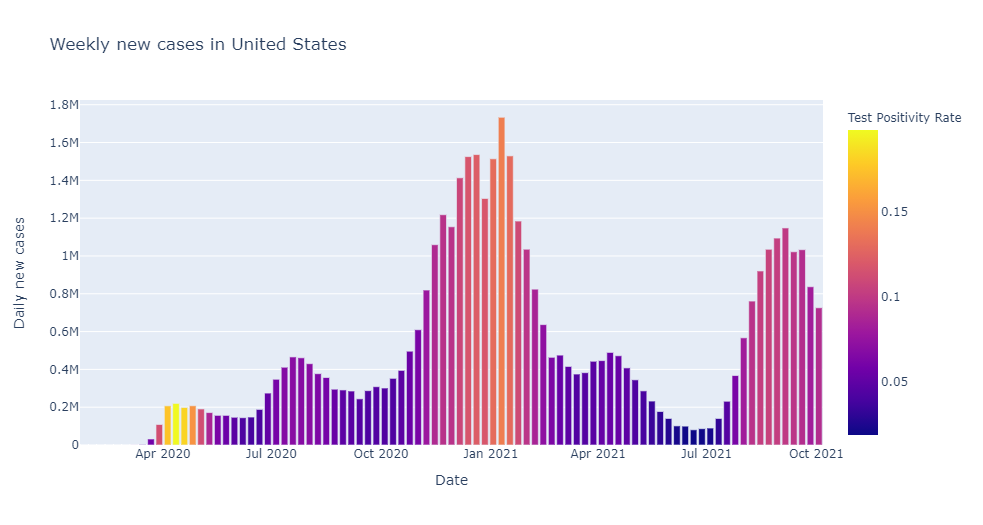 Weekly new cases in United States
Test Positivity Rate
1.8M
1.6M
1.4M
1.2M
1M
0.8M
0.6M
0.4M
0.2M
0
Daily new cases
0.15
0.1
0.05
Apr 2020
Jul 2020
Oct 2020
Jan 2021
Apr 2021
Jul 2021
Oct 2021
Date